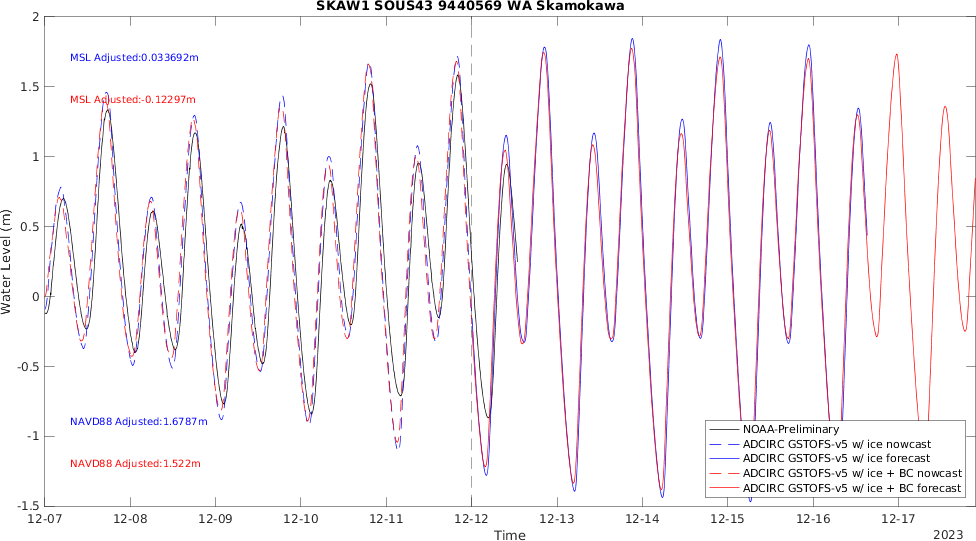 SKAW1 SOUS43 9440569 WA Skamokawa
2
1.5
1
0.5
0
-0.5
-1
-1.5
Water Level (m)
MSL Adjusted:0.033692m
MSL Adjusted:-0.12297m
NAVD88 Adjusted:1.6787m
NAVD88 Adjusted:1.522m
NOAA-Preliminary
ADCIRC GSTOFS-v5 w/ ice nowcast
ADCIRC GSTOFS-v5 w/ ice forecast
ADCIRC GSTOFS-v5 w/ ice + BC nowcast
ADCIRC GSTOFS-v5 w/ ice + BC forecast
12-07 12-08 12-09 12-10 12-11 12-12 12-13 12-14 12-15 12-16 12-17
Time
2023